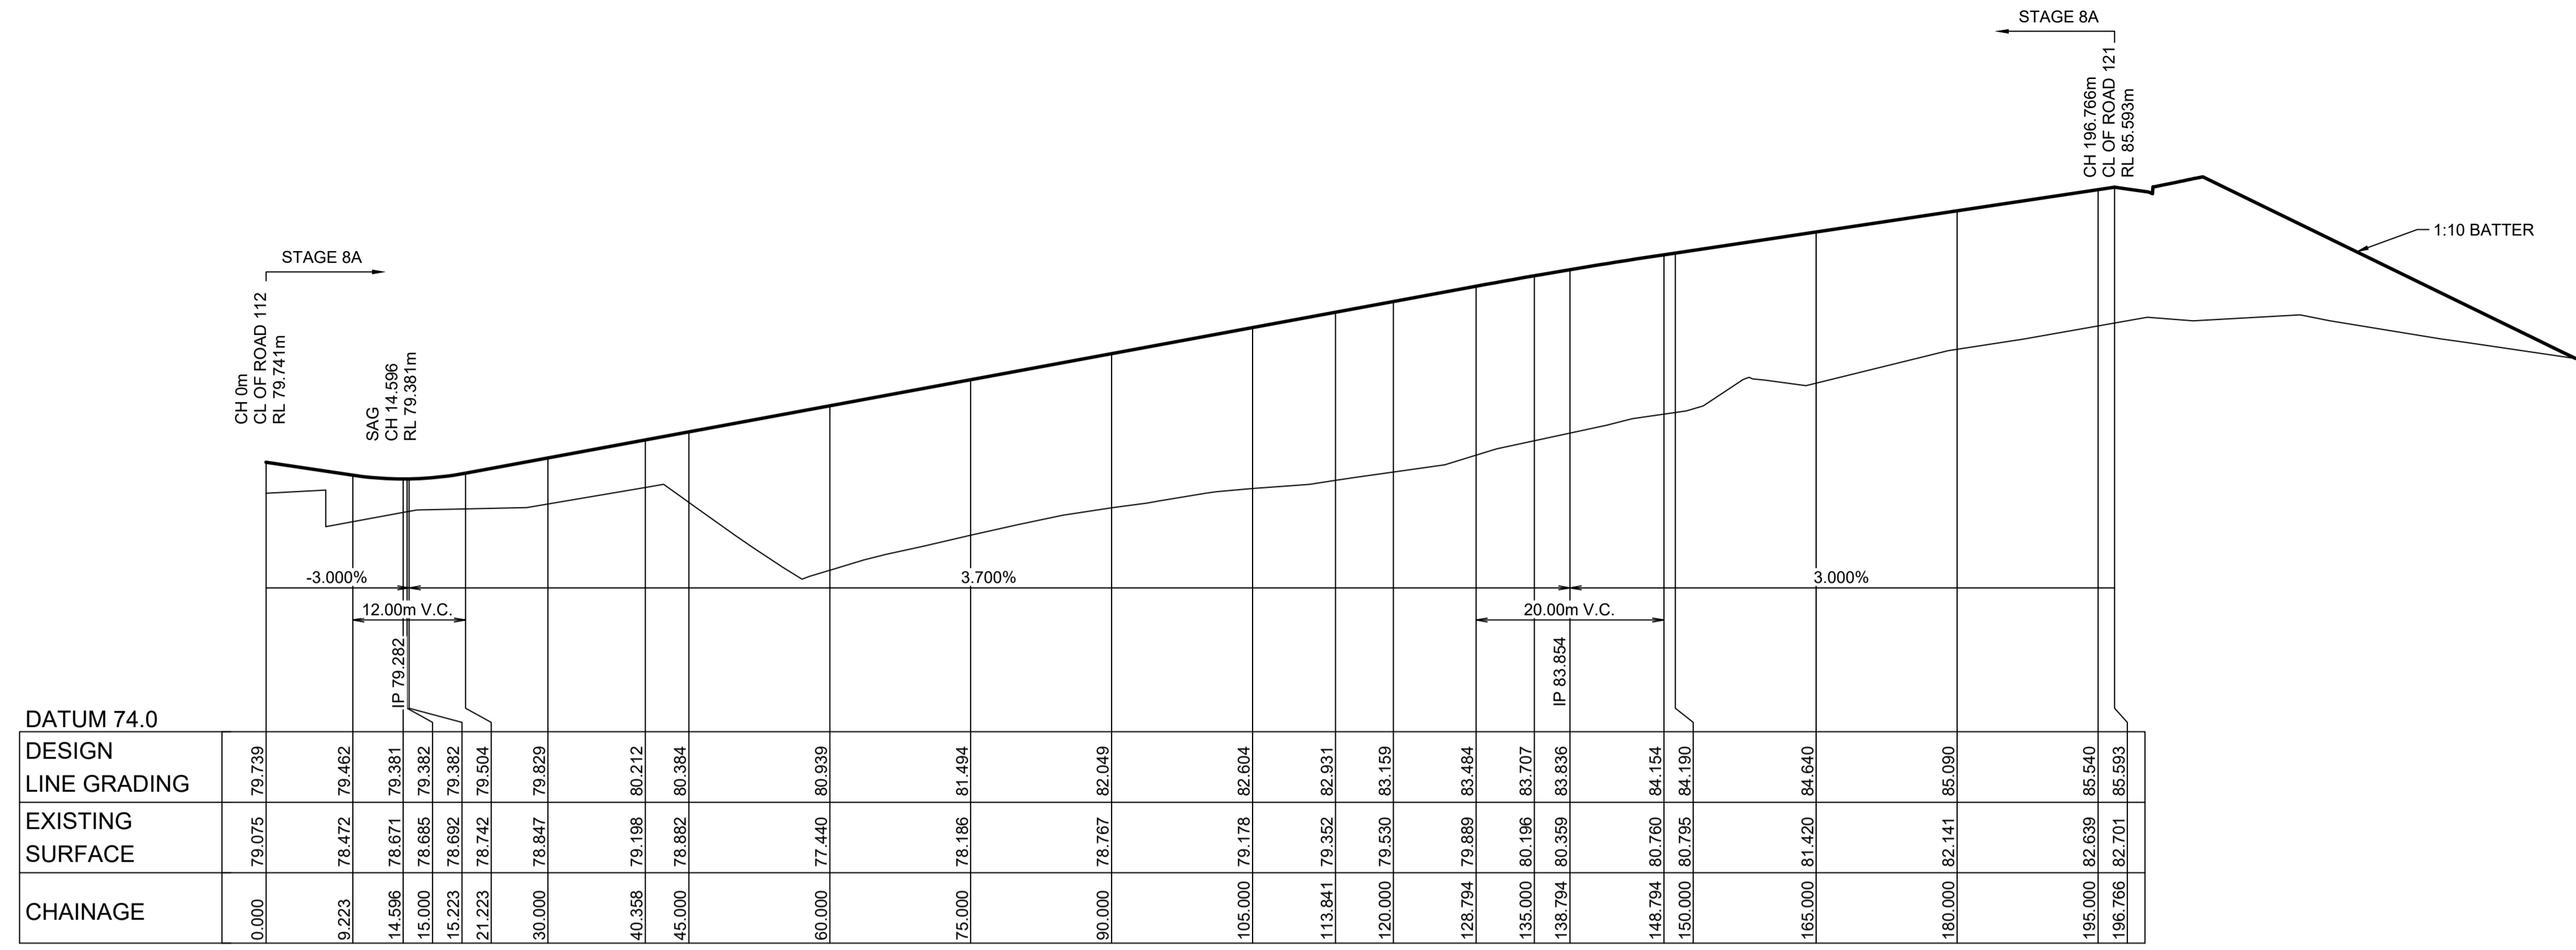 STAGE 8A
CH 196.766m
CL OF ROAD 121
RL 85.593m
1:10 BATTER
STAGE 8A
CH 0m
CL OF ROAD 112
RL 79.741m
SAG
CH 14.596
RL 79.381m
-3.000%
3.700%
3.000%
12.00m V.C.
20.00m V.C.
IP 79.282
IP 83.854
DATUM 74.0
DESIGN
LINE GRADING
79.739 79.462 79.381 79.382 79.382 79.504 79.829 80.212 80.384 80.939 81.494 82.049 82.604 82.931 83.159 83.484 83.707 83.836 84.154 84.190 84.640 85.090 85.540 85.593
EXISTING
SURFACE
79.075 78.472 78.671 78.685 78.692 78.742 78.847 79.198 78.882 77.440 78.186 78.767 79.178 79.352 79.530 79.889 80.196 80.359 80.760 80.795 81.420 82.141 82.639 82.701
CHAINAGE
0.000 9.223 14.596 15.000 15.223 21.223 30.000 40.358 45.000 60.000 75.000 90.000 105.000 113.841 120.000 128.794 135.000 138.794 148.794 150.000 165.000 180.000 195.000 196.766